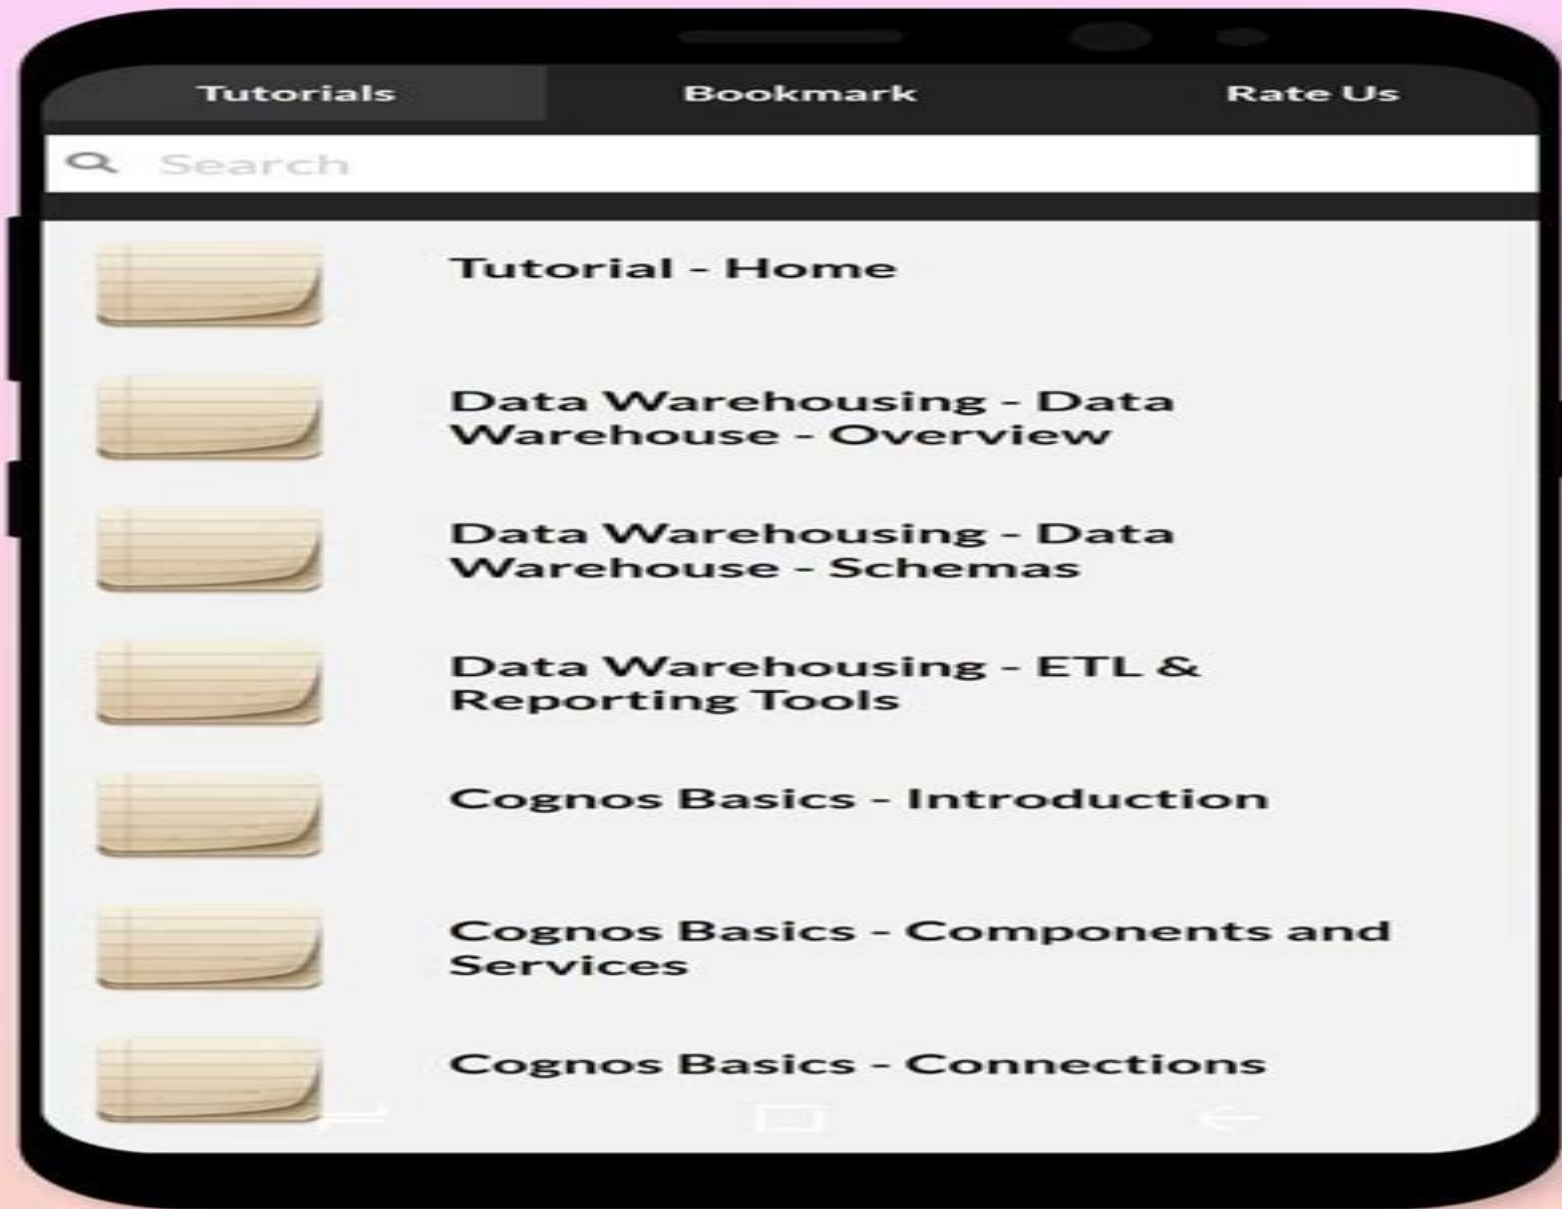 Tutorials Bookmark Rate Us
Search
Tutorial - Home
Data Warehousing - Data
Warehouse - Overview
Data Warehousing - Data
Warehouse - Schemas
Data Warehousing - ETL &
Reporting Tools
Cognos Basics - Introduction
Cognos Basics - Components and
Services
Cognos Basics - Connections